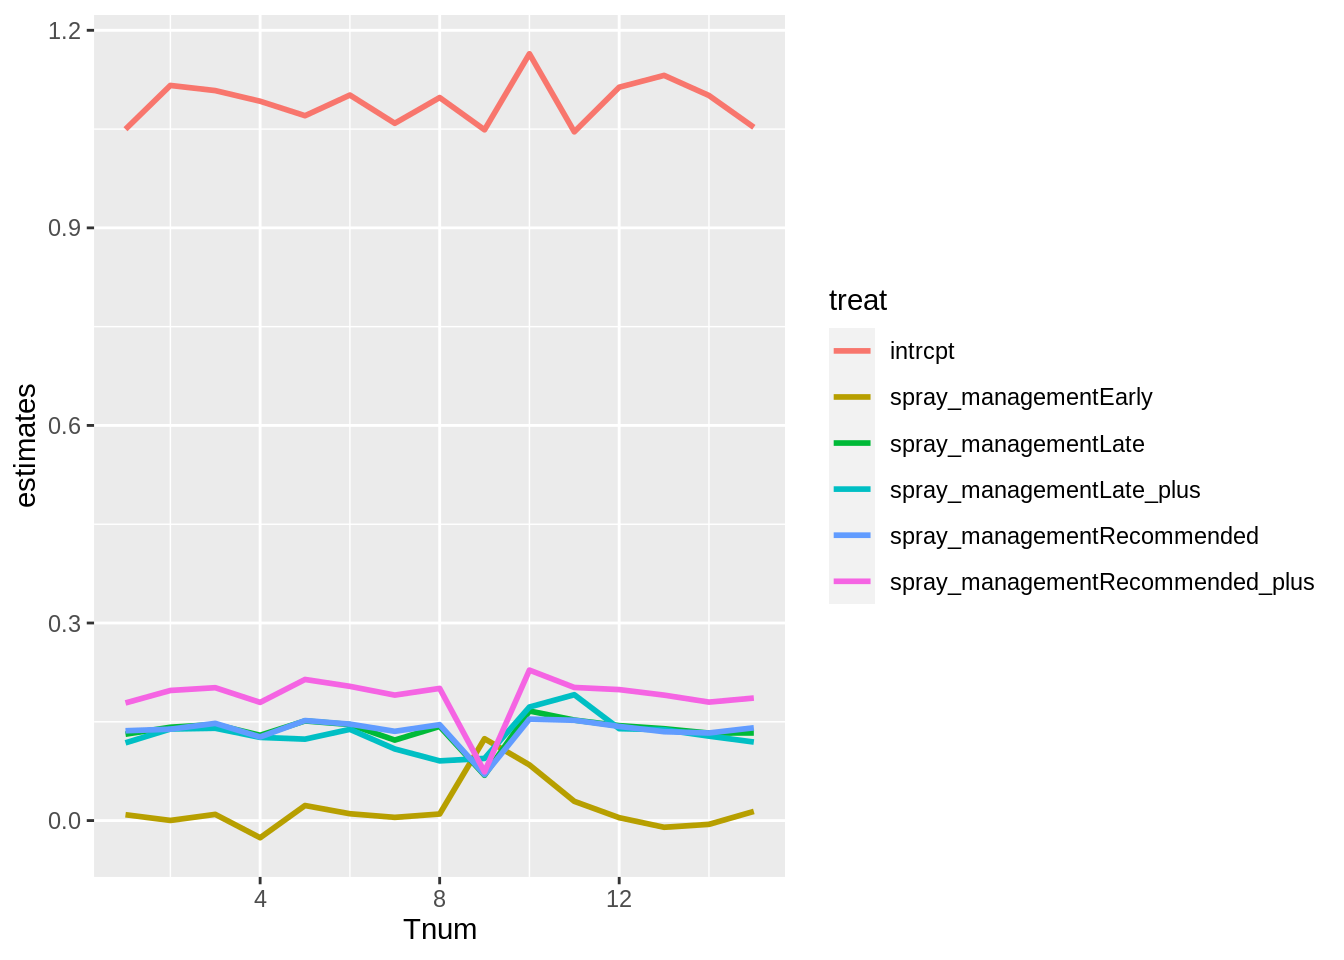 1.2
0.9
0.6
0.3
0.0
estimates
4 8 12
Tnum
treat
intrcpt
spray_managementEarly
spray_managementLate
spray_managementLate_plus
spray_managementRecommended
spray_managementRecommended_plus